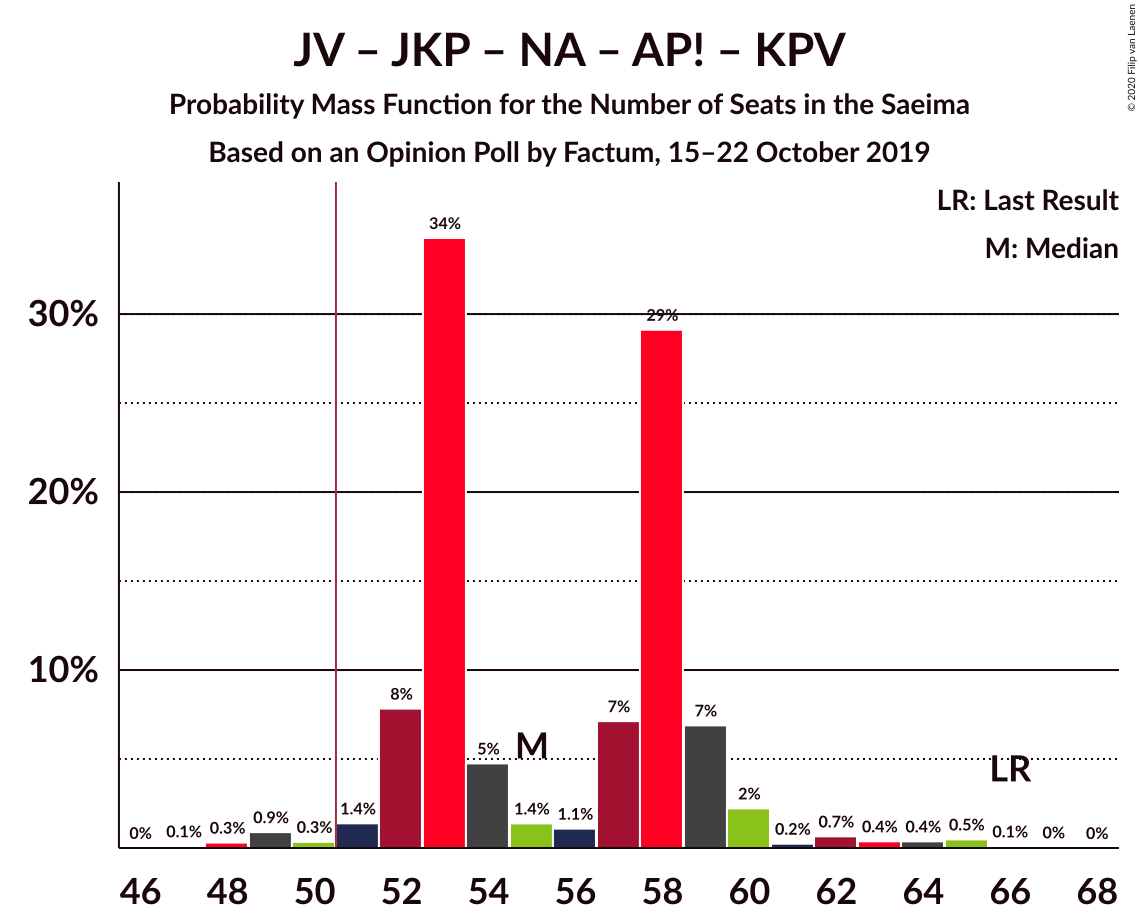 JV – JKP – NA – AP! – KPV
Probability Mass Function for the Number of Seats in the Saeima
Based on an Opinion Poll by Factum, 15–22 October 2019
© 2020 Filip van Laenen
LR: Last Result
M: Median
30%
20%
10%
0%
0.1%
0.3%
0.9%
0.3%
1.4%
8%
34%
5%
1.4%
1.1%
7%
29%
7%
2%
0.2%
0.7%
0.4%
0.4%
0.5%
0.1%
0%
0%
M
LR
46 48 50 52 54 56 58 60 62 64 66 68